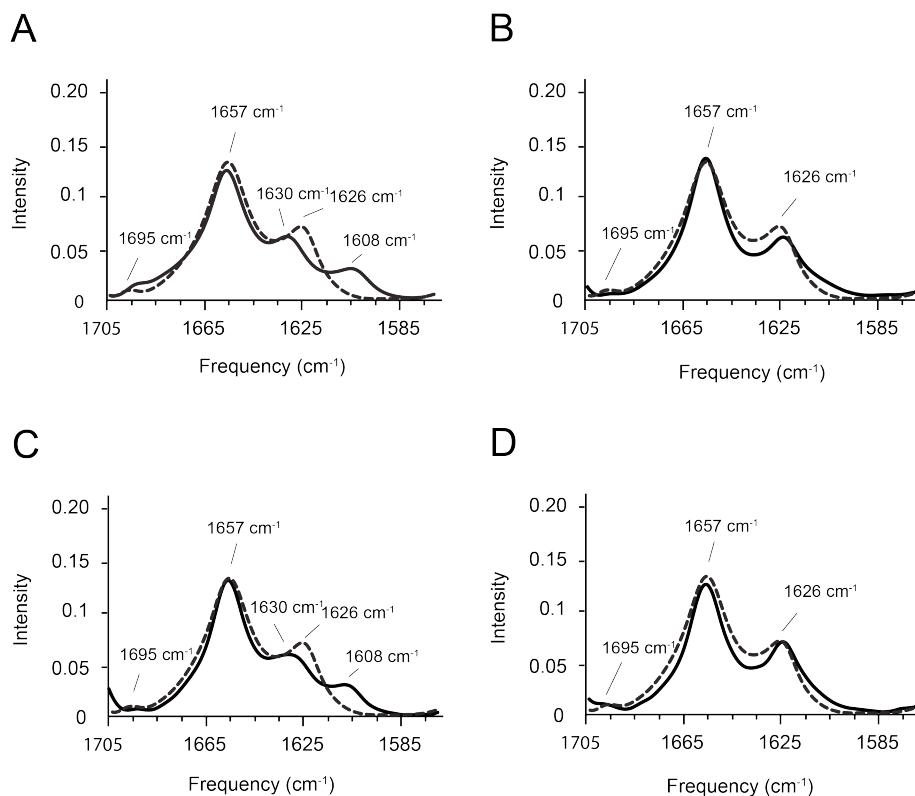 A
Intensity
0.20
0.15
0.1
0.05
0
1657 cm-1
1630 cm-1
1626 cm-1
1695 cm-1
1608 cm-1
1705
1665
1625
1585
Frequency (cm-1)
B
Intensity
0.20
0.15
0.1
0.05
0
1657 cm-1
1626 cm-1
1695 cm-1
1705
1665
1625
1585
Frequency (cm-1)
C
Intensity
0.20
0.15
0.1
0.05
0
1657 cm-1
1630 cm-1
1626 cm-1
1695 cm-1
1608 cm-1
1705
1665
1625
1585
Frequency (cm-1)
D
Intensity
0.20
0.15
0.1
0.05
0
1657 cm-1
1626 cm-1
1695 cm-1
1705
1665
1625
1585
Frequency (cm-1)